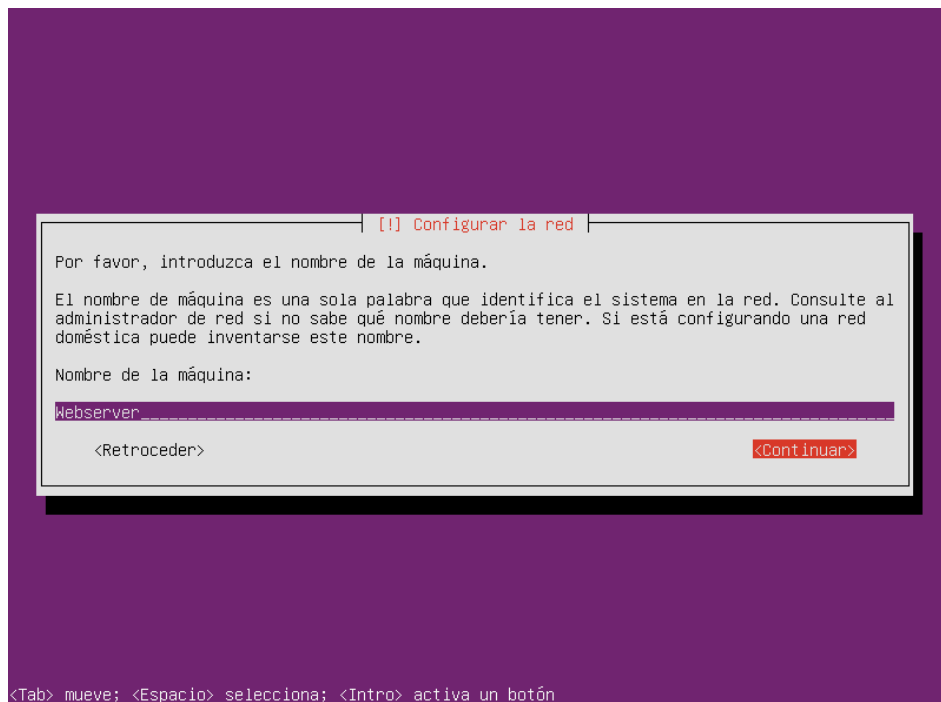 [!] Configurar la red
Por favor, introduzca el nombre de la máquina.
El nombre de máquina es una sola palabra que identifica el sistema en la red. Consulte al
administrador de red si no sabe qué nombre debería tener. Si está configurando una red
doméstica puede inventarse este nombre.
Nombre de la máquina:
Webserver
<Retroceder> <Continuar>
<Tab> mueve; <Espacio> selecciona; <Intro> activa un botón